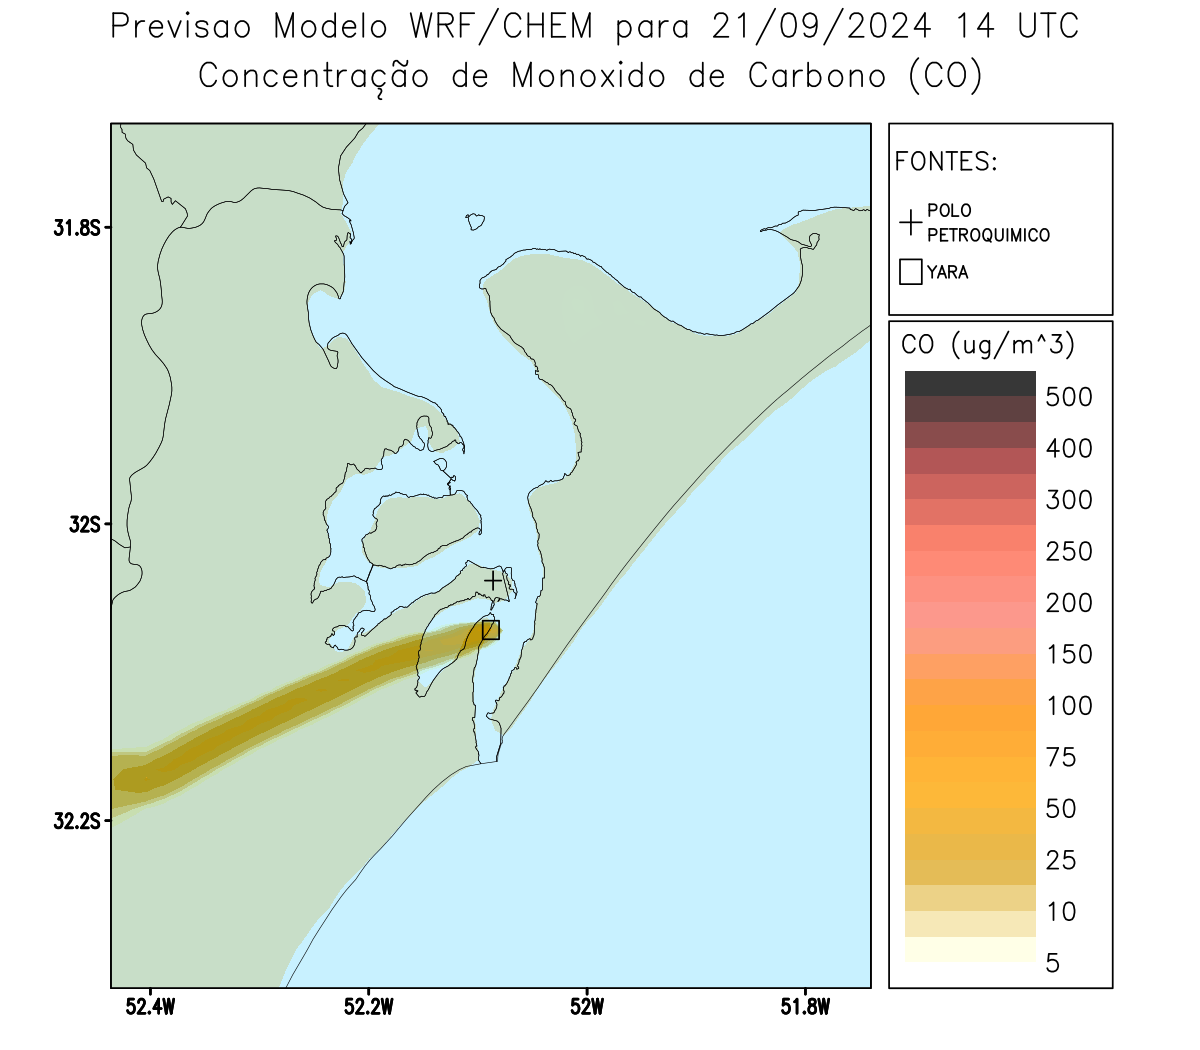 Previsao Modelo WRF/CHEM para 21/09/2024 14 UTC
Concentração de Monoxido de Carbono (CO)
FONTES:
POLO
PETROQUIMICO
YARA
CO (ug/m^3)
500
400
300
250
200
150
100
75
50
25
10
5
31.8S
32S
32.2S
52.4W
52.2W
52W
51.8W